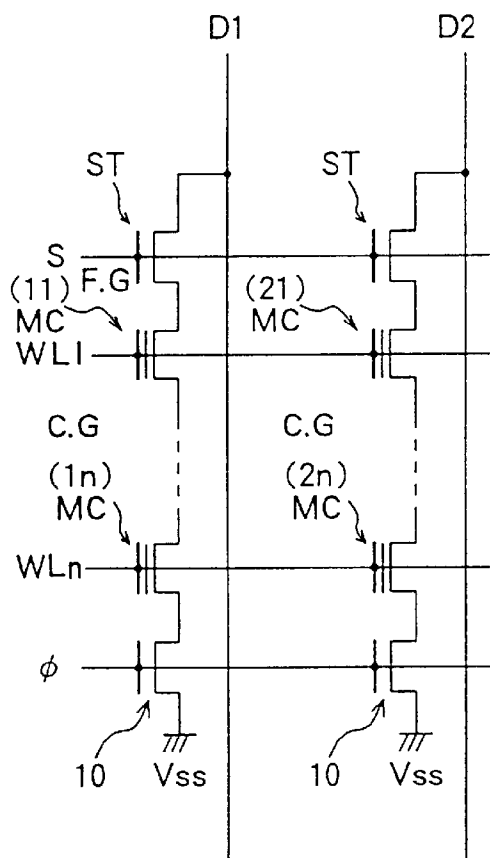 D1 D2
ST ST
S
F.G
(11) (21)
MC MC
WL1
C.G C.G
(1n) (2n)
MC MC
WLn
ϕ
10 Vss 10 Vss